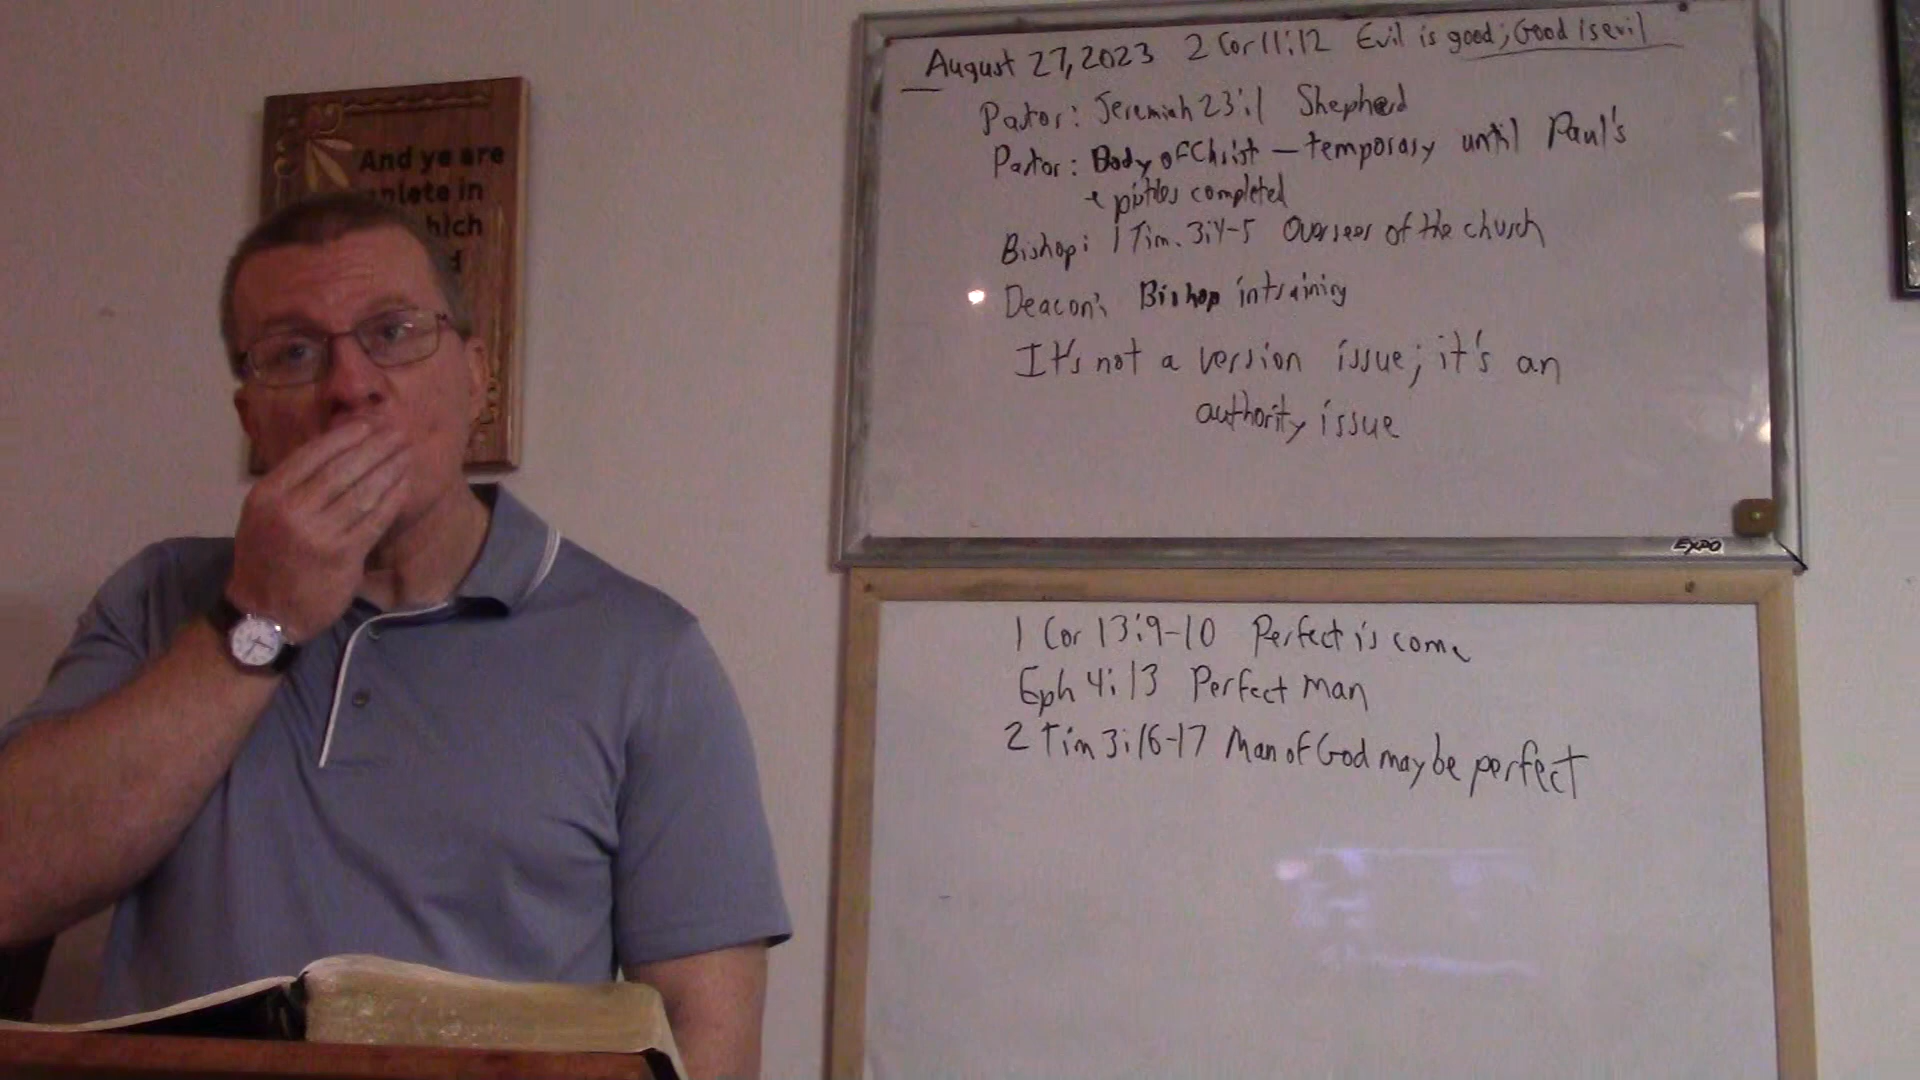 And ye are
plete in
hich
d
August 27, 2023 2 Cor 11:12 Evil is good; Good is evil
Pastor: Jeremiah 23:1 Shepherd
Pastor: Body of Christ - temporary until Paul's
epistles completed
Bishop: 1 Tim. 3:4-5 Overseer of the church
Deacon: Bishop in training
It's not a version issue; it's an
authority issue
EXPO
1 Cor 13:9-10 Perfect is come
Eph 4:13 Perfect man
2 Tim 3:16-17 Man of God may be perfect